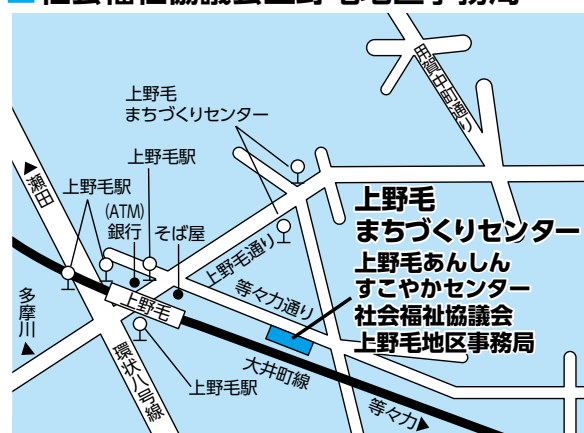 ■社会福祉協議会上野毛地区事務局
用賀中町通り
上野毛
まちづくりセンター
上野毛駅
▲瀬田
上野毛駅
(ATM)
銀行
そば屋
上野毛通り
上野毛
まちづくりセンター
上野毛あんしん
すこやかセンター
社会福祉協議会
上野毛地区事務局
等々力通り
多摩川▲
上野毛
環状八号線
上野毛駅
大井町線
等々力▲